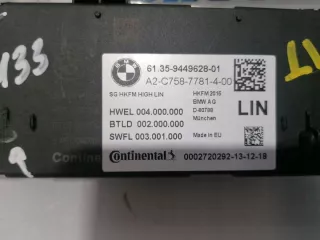 BMW
61.35-9449628-01
A2-C758-7781-4-00
SG HKFM HIGH LIN
HKFM 2015
BMW AG
D-80788
München
HWEL 004.000.000
BTLD 002.000.000
SWFL 003.001.000
Made in EU
LIN
Continental
0002720292-13-12-18